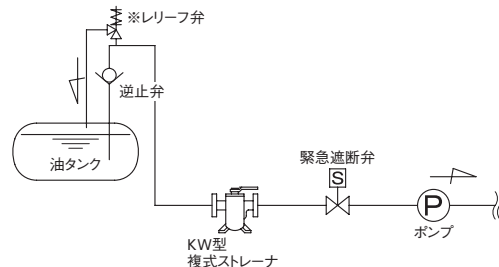 ※レリーフ弁
逆止弁
油タンク
緊急遮断弁
S
P
ポンプ
KW型
複式ストレーナ